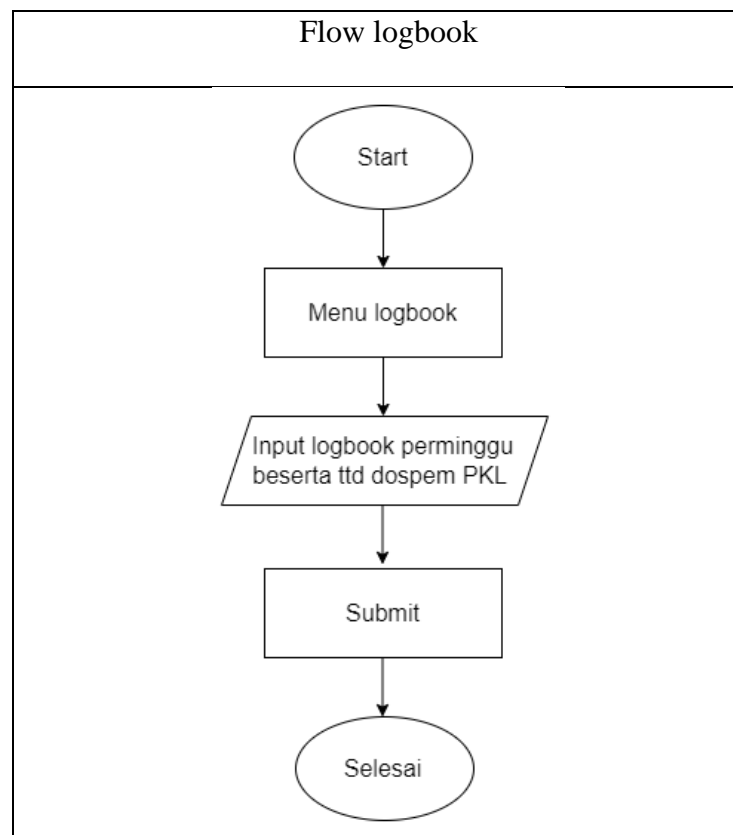 Flow logbook
Start
Menu logbook
Input logbook perminggu
beserta ttd dospem PKL
Submit
Selesai